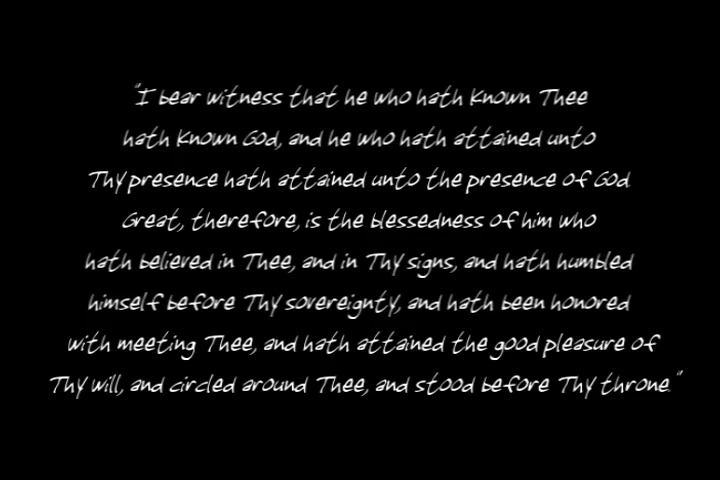 "I bear witness that he who hath known Thee
hath known God, and he who hath attained unto
Thy presence hath attained unto the presence of God.
Great, therefore, is the blessedness of him who
hath believed in Thee, and in Thy signs, and hath humbled
himself before Thy sovereignty, and hath been honored
with meeting Thee, and hath attained the good pleasure of
Thy will, and circled around Thee, and stood before Thy throne."